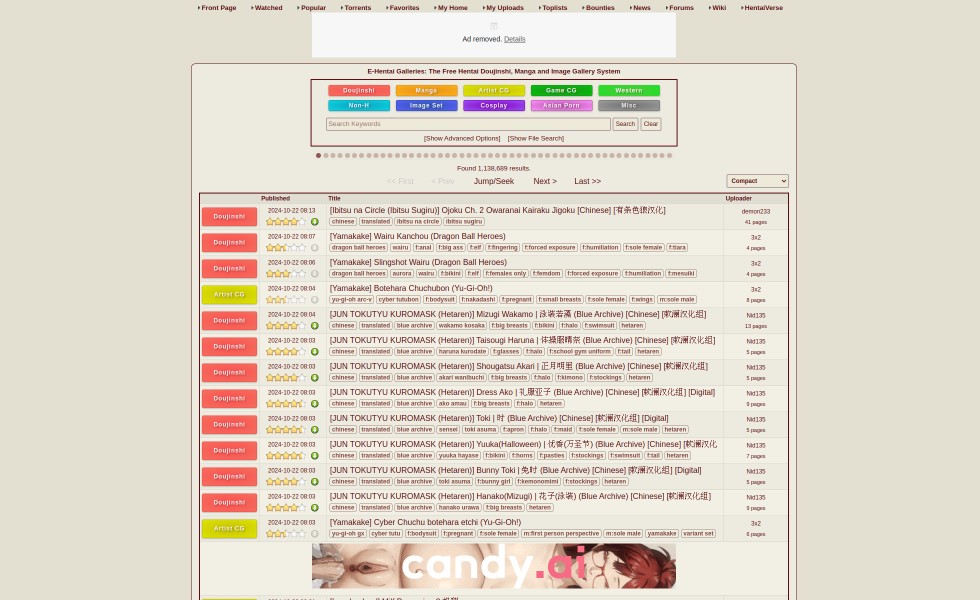 Front Page Watched Popular Torrents Favorites My Home My Uploads Toplists Bounties News Forums Wiki HentaiVerse
Ad removed. Details
E-Hentai Galleries: The Free Hentai Doujinshi, Manga and Image Gallery System
Doujinshi Manga Artist CG Game CG Western
Non-H Image Set Cosplay Asian Porn Misc
Search Keywords Search Clear
[Show Advanced Options] [Show File Search]
Found 1,138,689 results.
<< First < Prev Jump/Seek Next > Last >> Compact
Published Title Uploader
Doujinshi 2024-10-22 08:13 [Ibitsu na Circle (Ibitsu Sugiru)] Ojoku Ch. 2 Owaranai Kairaku Jigoku [Chinese] [有条色狼汉化] demon233
chinese translated ibitsu na circle ibitsu sugiru 41 pages
Doujinshi 2024-10-22 08:07 [Yamakake] Wairu Kanchou (Dragon Ball Heroes) 3x2
dragon ball heroes wairu f:anal f:big ass f:elf f:fingering f:forced exposure f:humiliation f:sole female f:tiara 4 pages
Doujinshi 2024-10-22 08:06 [Yamakake] Slingshot Wairu (Dragon Ball Heroes) 3x2
dragon ball heroes aurora wairu f:bikini f:elf f:females only f:femdom f:forced exposure f:humiliation f:mesuiki 4 pages
Artist CG 2024-10-22 08:04 [Yamakake] Botehara Chuchubon (Yu-Gi-Oh!) 3x2
yu-gi-oh arc-v cyber tutubon f:bodysuit f:nakadashi f:pregnant f:small breasts f:sole female f:wings m:sole male 8 pages
Doujinshi 2024-10-22 08:04 [JUN TOKUTYU KUROMASK (Hetaren)] Mizugi Wakamo | 泳装若藻 (Blue Archive) [Chinese] [欶澜汉化组] Nid135
chinese translated blue archive wakamo kosaka f:big breasts f:bikini f:halo f:swimsuit hetaren 13 pages
Doujinshi 2024-10-22 08:03 [JUN TOKUTYU KUROMASK (Hetaren)] Taisougi Haruna | 体操服晴奈 (Blue Archive) [Chinese] [欶澜汉化组] Nid135
chinese translated blue archive haruna kurodate f:glasses f:halo f:school gym uniform f:tail hetaren 5 pages
Doujinshi 2024-10-22 08:03 [JUN TOKUTYU KUROMASK (Hetaren)] Shougatsu Akari | 正月明里 (Blue Archive) [Chinese] [欶澜汉化组] Nid135
chinese translated blue archive akari wanibuchi f:big breasts f:halo f:kimono f:stockings hetaren 5 pages
Doujinshi 2024-10-22 08:03 [JUN TOKUTYU KUROMASK (Hetaren)] Dress Ako | 礼服亚子 (Blue Archive) [Chinese] [欶澜汉化组] [Digital] Nid135
chinese translated blue archive ako amau f:big breasts f:halo hetaren 9 pages
Doujinshi 2024-10-22 08:03 [JUN TOKUTYU KUROMASK (Hetaren)] Toki | 时 (Blue Archive) [Chinese] [欶澜汉化组] [Digital] Nid135
chinese translated blue archive sensei toki asuma f:apron f:halo f:maid f:sole female m:sole male hetaren 5 pages
Doujinshi 2024-10-22 08:03 [JUN TOKUTYU KUROMASK (Hetaren)] Yuuka(Halloween) | 优香(万圣节) (Blue Archive) [Chinese] [欶澜汉化 Nid135
chinese translated blue archive yuuka hayase f:bikini f:horns f:pasties f:stockings f:swimsuit f:tail hetaren 7 pages
Doujinshi 2024-10-22 08:03 [JUN TOKUTYU KUROMASK (Hetaren)] Bunny Toki | 兔时 (Blue Archive) [Chinese] [欶澜汉化组] [Digital] Nid135
chinese translated blue archive toki asuma f:bunny girl f:kemonomimi f:stockings hetaren 5 pages
Doujinshi 2024-10-22 08:03 [JUN TOKUTYU KUROMASK (Hetaren)] Hanako(Mizugi) | 花子(泳装) (Blue Archive) [Chinese] [欶澜汉化组] Nid135
chinese translated blue archive hanako urawa f:big breasts hetaren 9 pages
Artist CG 2024-10-22 08:03 [Yamakake] Cyber Chuchu botehara etchi (Yu-Gi-Oh!) 3x2
yu-gi-oh gx cyber tutu f:bodysuit f:pregnant f:sole female m:first person perspective m:sole male yamakake variant set 6 pages
candy.ai